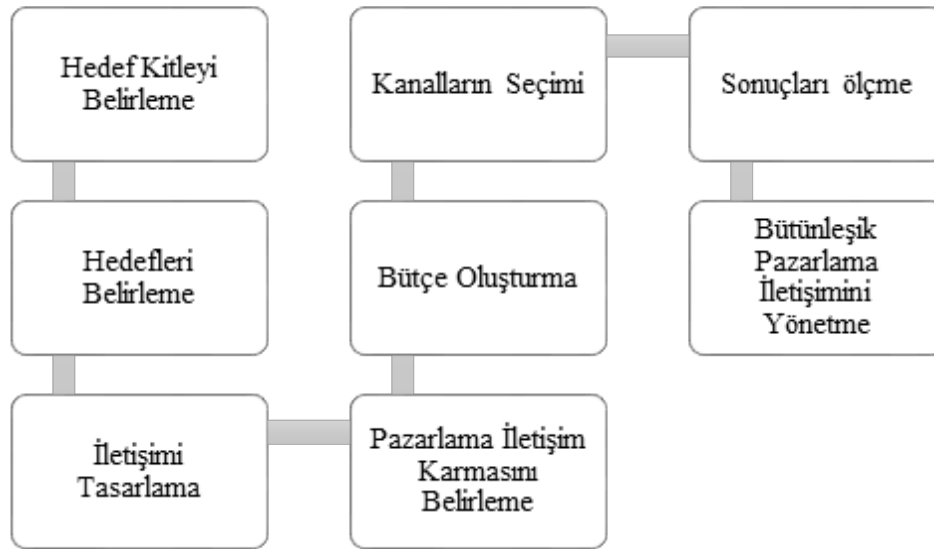 Hedef Kitleyi
Belirleme
Hedefleri
Belirleme
İletişimi
Tasarlama
Pazarlama İletişim
Karmasını
Belirleme
Bütçe Oluşturma
Kanalların Seçimi
Sonuçları ölçme
Bütünleşik
Pazarlama
İletişimini
Yönetme